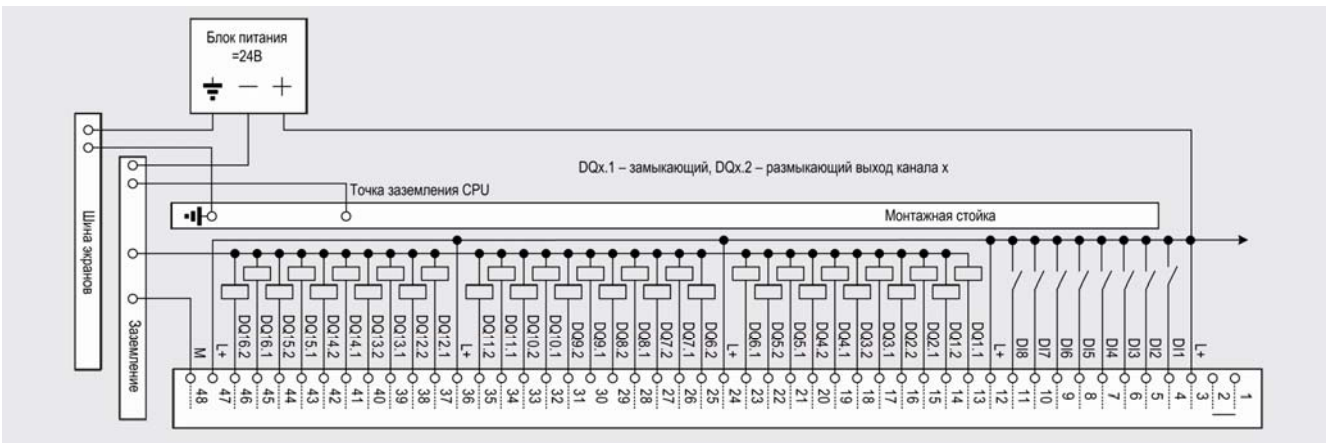 Блок питания
=24В
DQx.1 – замыкающий, DQx.2 – размыкающий выход канала x
Точка заземления CPU
Монтажная стойка
Шина экранов
Заземление
M
L+
DQ16.2
DQ16.1
DQ15.2
DQ15.1
DQ14.2
DQ14.1
DQ13.2
DQ13.1
DQ12.2
DQ12.1
L+
DQ11.2
DQ11.1
DQ10.2
DQ10.1
DQ9.2
DQ9.1
DQ8.2
DQ8.1
DQ7.2
DQ7.1
DQ6.2
L+
DQ6.1
DQ5.2
DQ5.1
DQ4.2
DQ4.1
DQ3.2
DQ3.1
DQ2.2
DQ2.1
DQ1.2
DQ1.1
L+
DI8
DI7
DI6
DI5
DI4
DI3
DI2
DI1
L+
48
47
46
45
44
43
42
41
40
39
38
37
36
35
34
33
32
31
30
29
28
27
26
25
24
23
22
21
20
19
18
17
16
15
14
13
12
11
10
9
8
7
6
5
4
3
2
1